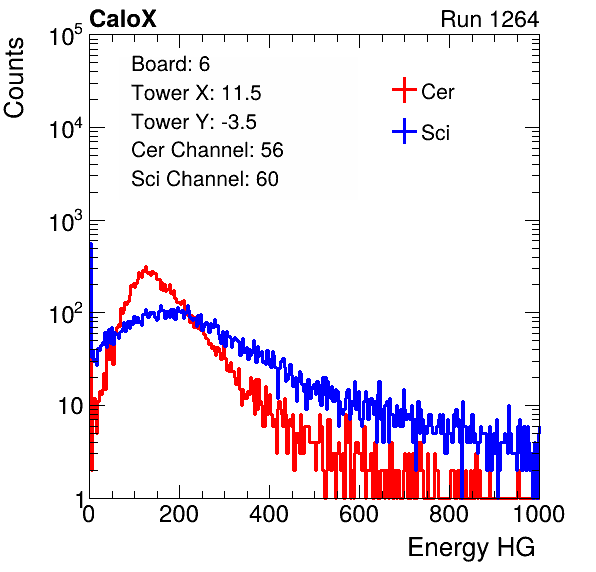 CaloX Run 1264
Counts
10^5
10^4
10^3
10^2
10
1
Board: 6
Tower X: 11.5
Tower Y: -3.5
Cer Channel: 56
Sci Channel: 60
Cer
Sci
0 200 400 600 800 1000
Energy HG